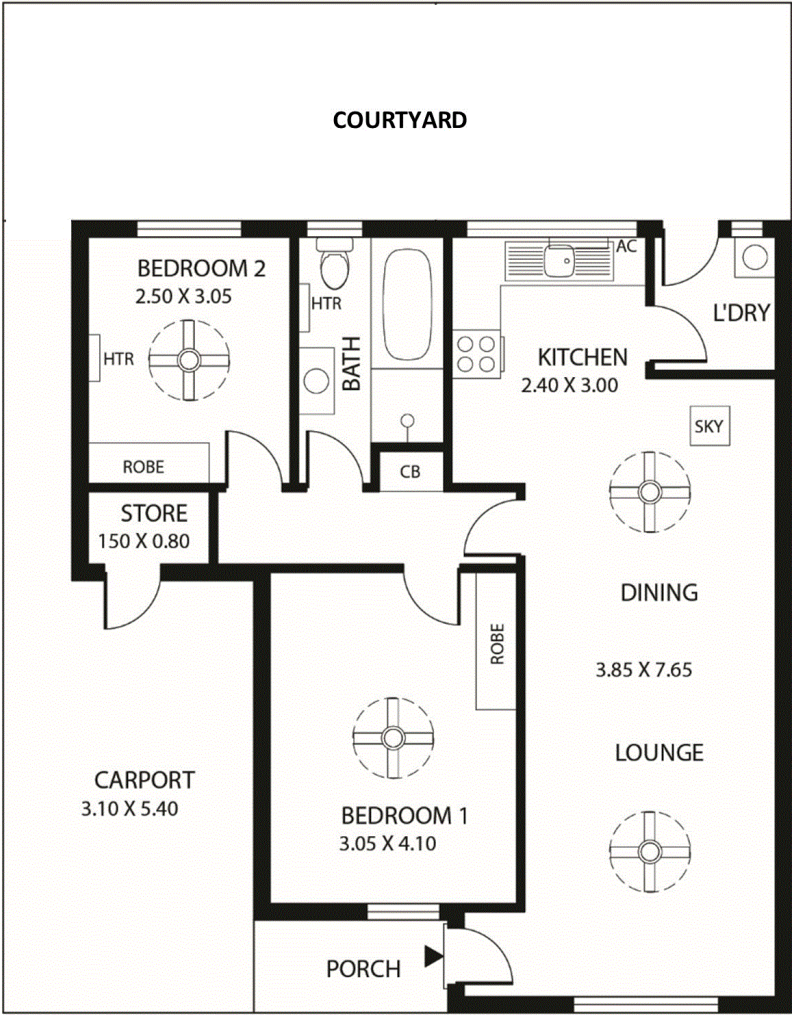 COURTYARD
BEDROOM 2
2.50 X 3.05
HTR
ROBE
HTR
BATH
CB
AC
KITCHEN
2.40 X 3.00
L'DRY
SKY
STORE
150 X 0.80
DINING
3.85 X 7.65
LOUNGE
ROBE
BEDROOM 1
3.05 X 4.10
CARPORT
3.10 X 5.40
PORCH